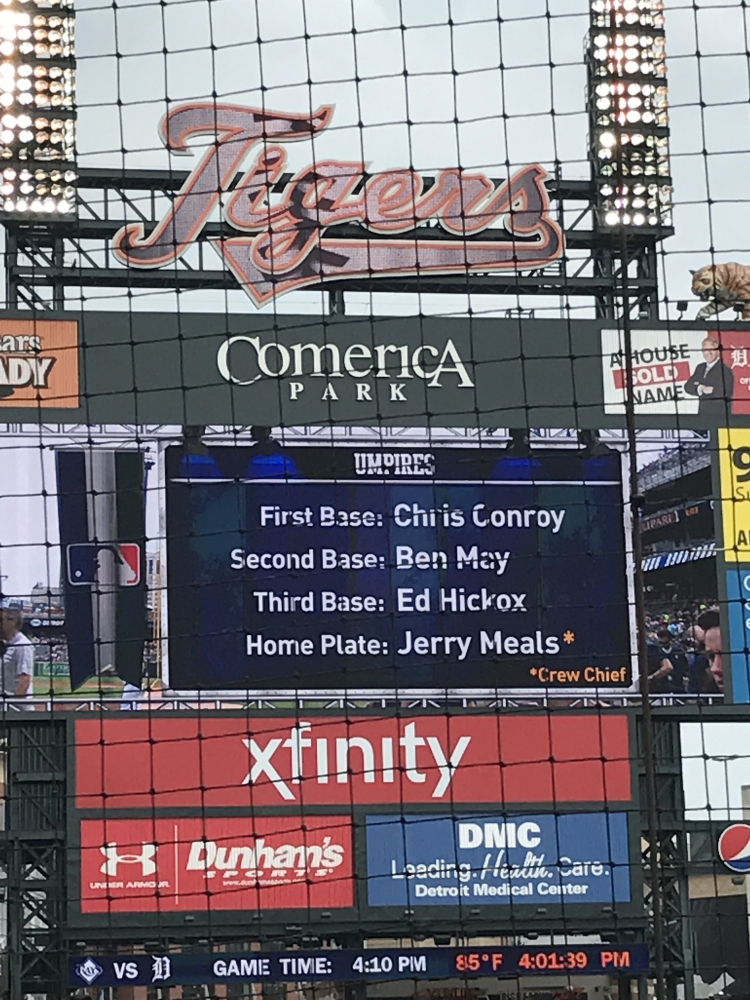 Tigers
ComericA
PARK
ADY
A HOUSE
SOLD
NAME
UMPIRES
First Base: Chris Conroy
Second Base: Ben May
Third Base: Ed Hickox
Home Plate: Jerry Meals*
*Crew Chief
xfinity
UNDER ARMOUR
Dunham's
SPORTS
DMC
Leading. Health. Care.
Detroit Medical Center
VS D GAME TIME: 4:10 PM 85°F 4:01:39 PM